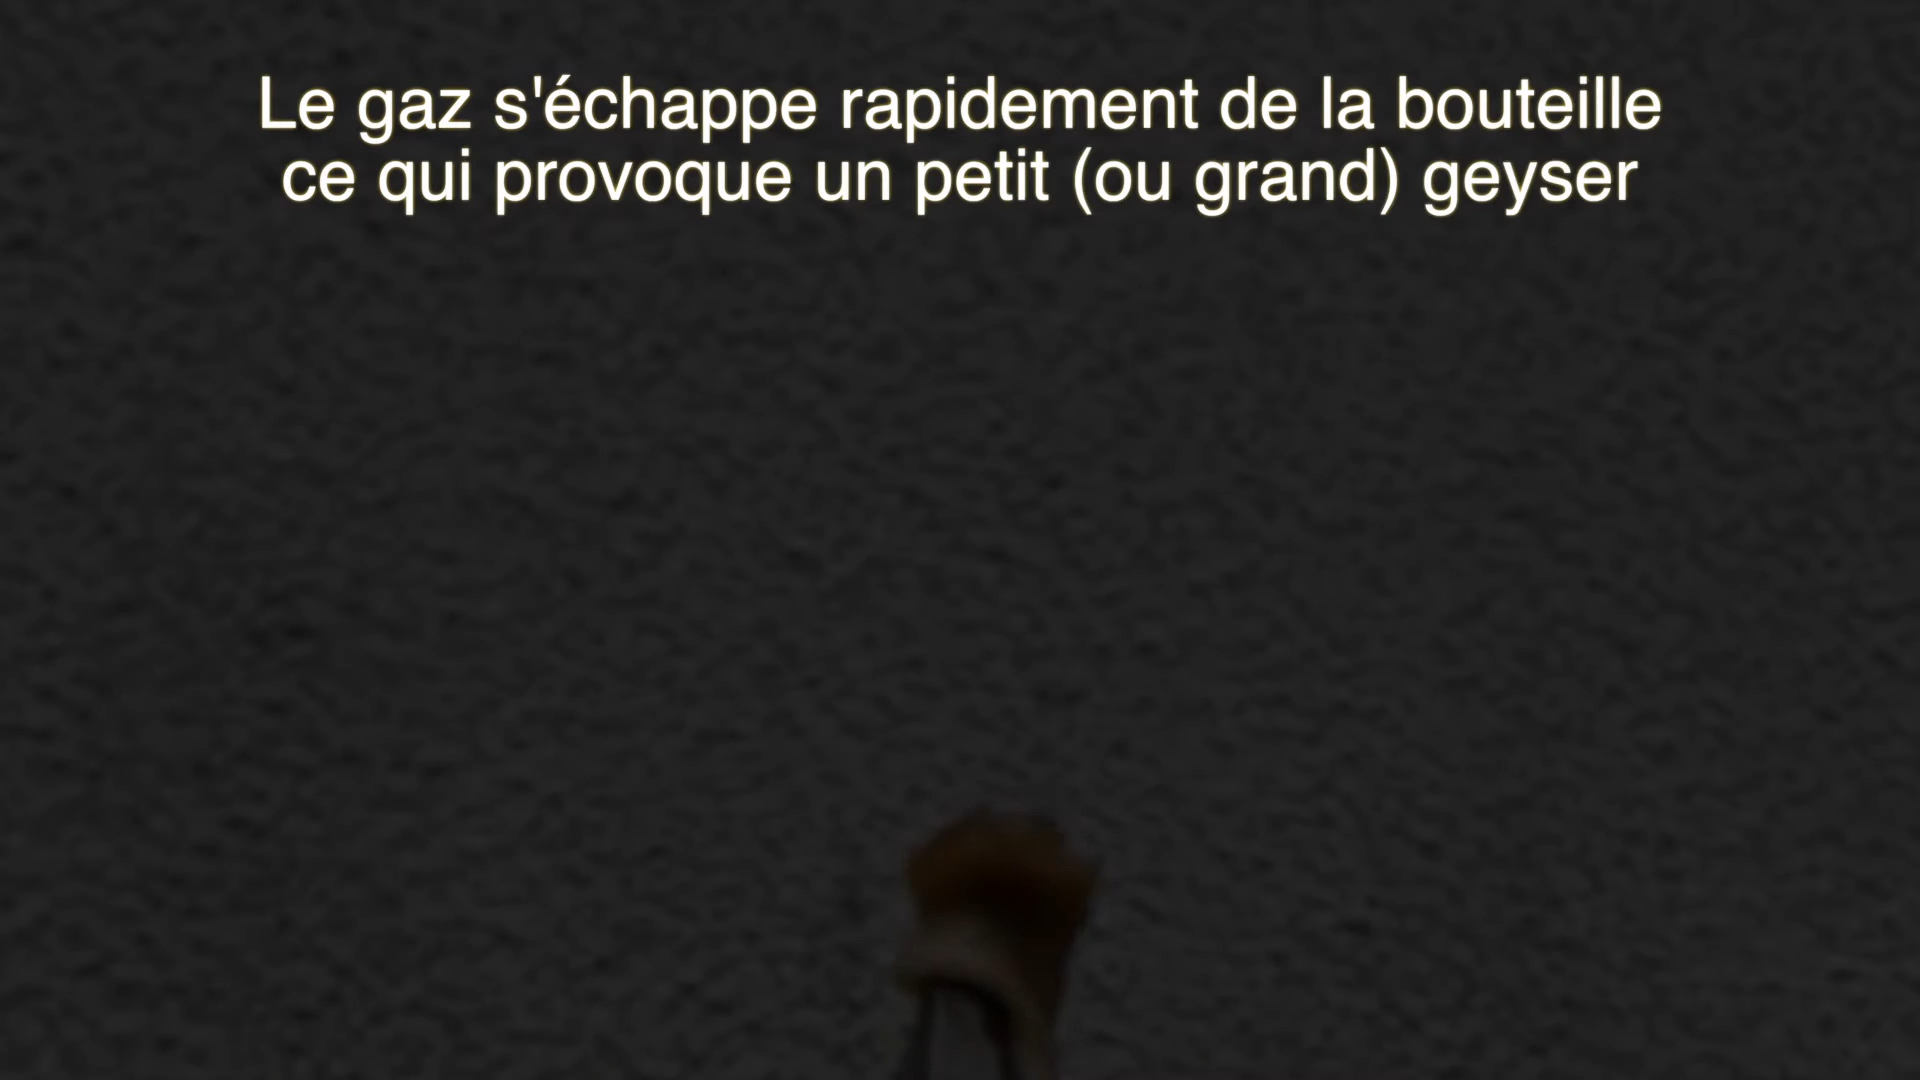 Le gaz s'échappe rapidement de la bouteille
ce qui provoque un petit (ou grand) geyser